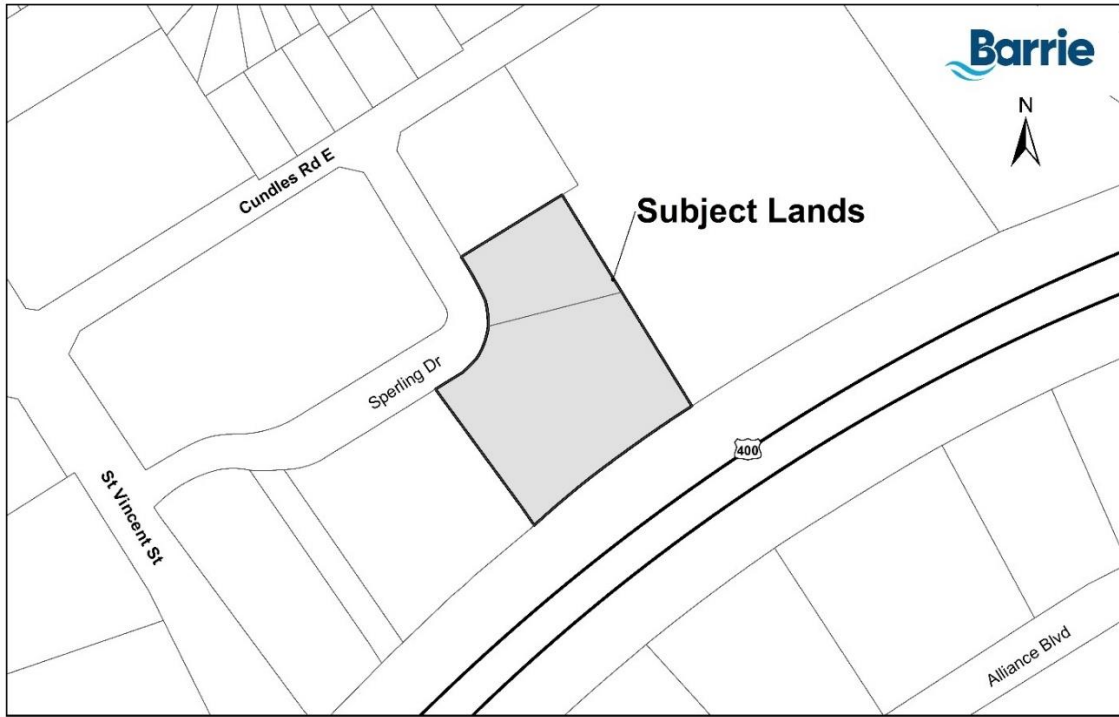 Barrie
N
Cundles Rd E
Subject Lands
Sperling Dr
400
St Vincent St
Alliance Blvd